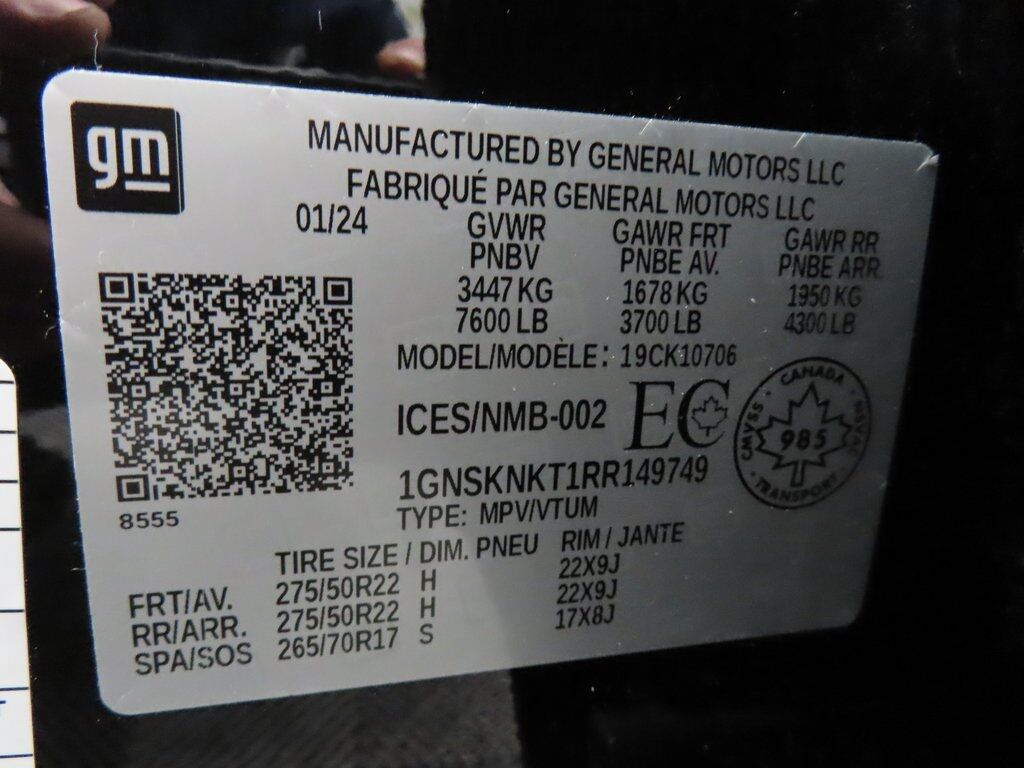 gm
MANUFACTURED BY GENERAL MOTORS LLC
FABRIQUÉ PAR GENERAL MOTORS LLC
01/24 GVWR GAWR FRT GAWR RR
PNBV PNBE AV. PNBE ARR.
3447 KG 1678 KG 1950 KG
7600 LB 3700 LB 4300 LB
MODEL/MODÈLE: 19CK10706
ICES/NMB-002 EC
CANADA
CMVSS 985 NSVAC
TRANSPORT
1GNSKNKT1RR149749
8555
TYPE: MPV/VTUM
TIRE SIZE / DIM. PNEU RIM / JANTE
FRT/AV. 275/50R22 H 22X9J
RR/ARR. 275/50R22 H 22X9J
SPA/SOS 265/70R17 S 17X8J